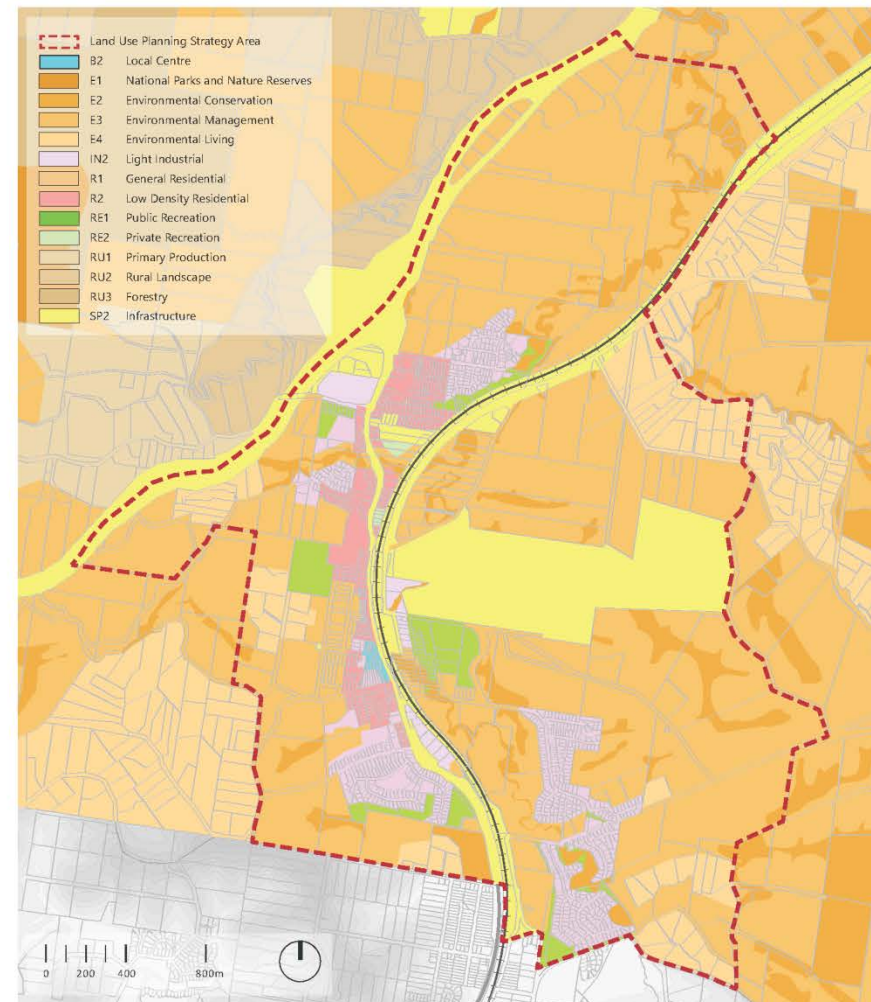 Land Use Planning Strategy Area
B2 Local Centre
E1 National Parks and Nature Reserves
E2 Environmental Conservation
E3 Environmental Management
E4 Environmental Living
IN2 Light Industrial
R1 General Residential
R2 Low Density Residential
RE1 Public Recreation
RE2 Private Recreation
RU1 Primary Production
RU2 Rural Landscape
RU3 Forestry
SP2 Infrastructure
0 200 400 800m